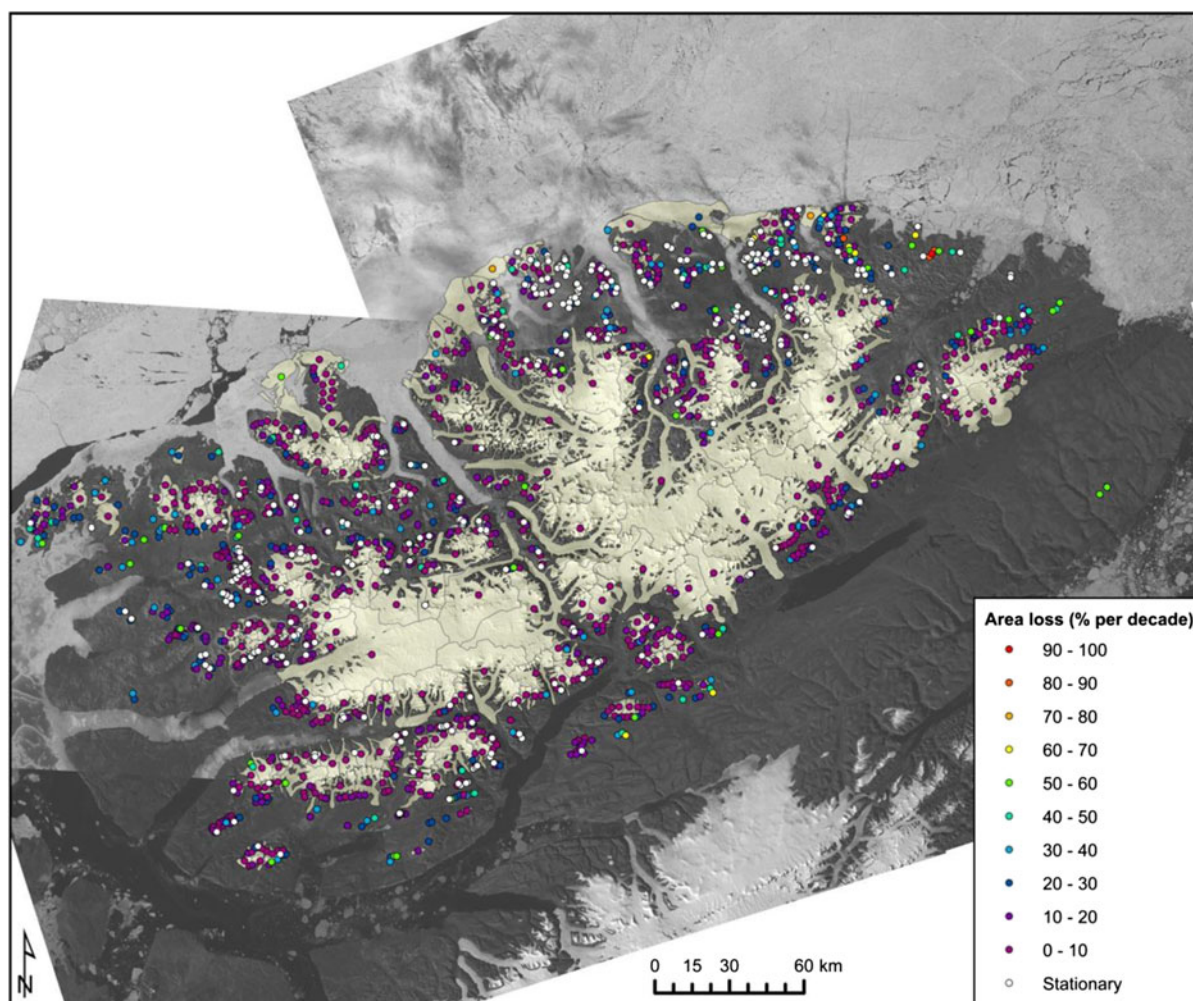 Area loss (% per decade)
90 - 100
80 - 90
70 - 80
60 - 70
50 - 60
40 - 50
30 - 40
20 - 30
10 - 20
0 - 10
Stationary
N
0 15 30 60 km